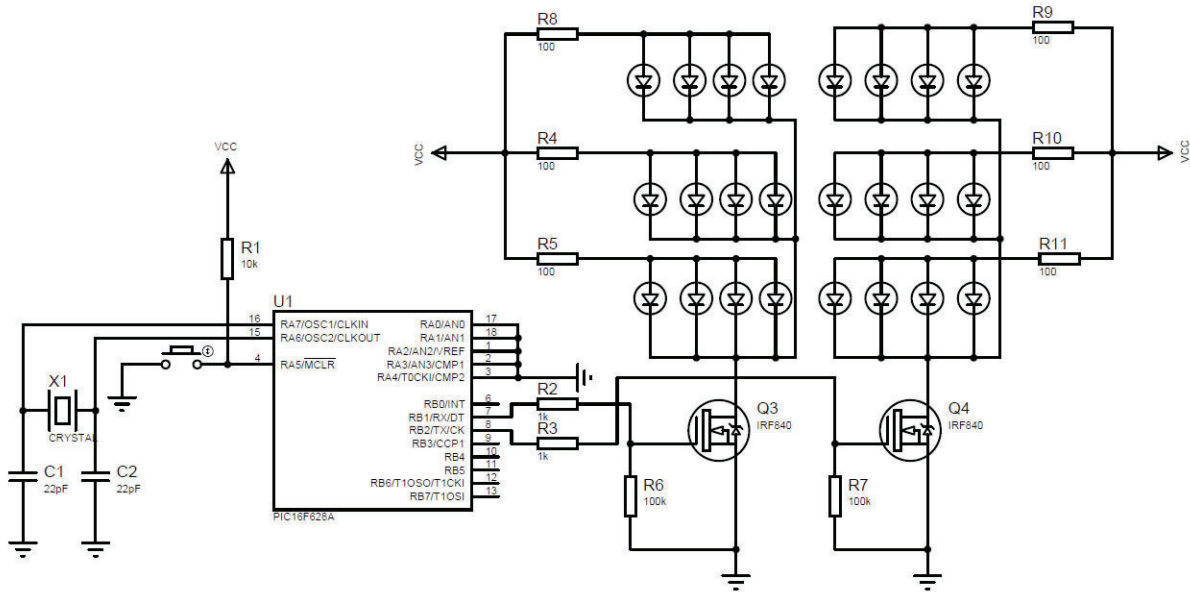 R8
100
R9
100
VCC
R4
100
R10
100
VCC
VCC
R1
10k
R5
100
R11
100
U1
16 RA7/OSC1/CLKIN RA0/AN0 17
15 RA6/OSC2/CLKOUT RA1/AN1 18
RA2/AN2/VREF 1
4 RA5/MCLR RA3/AN3/CMP1 2
RA4/T0CKI/CMP2 3
RB0/INT 6
RB1/RX/DT 7
RB2/TX/CK 8
RB3/CCP1 9
RB4 10
RB5 11
RB6/T1OSO/T1CKI 12
RB7/T1OSI 13
PIC16F628A
X1
CRYSTAL
C1
22pF
C2
22pF
R2
1k
R3
1k
Q3
IRF840
Q4
IRF840
R6
100k
R7
100k